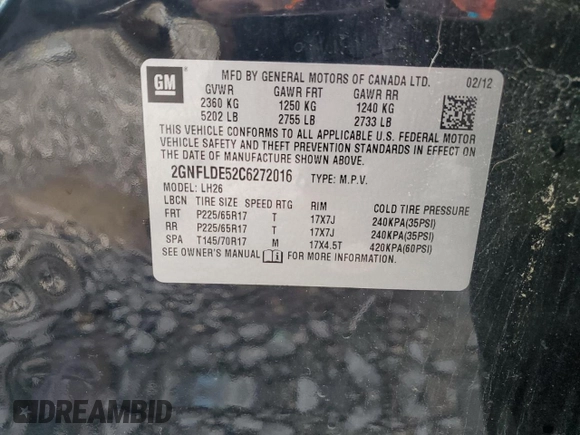 GM
MFD BY GENERAL MOTORS OF CANADA LTD. 02/12
GVWR GAWR FRT GAWR RR
2360 KG 1250 KG 1240 KG
5202 LB 2755 LB 2733 LB
THIS VEHICLE CONFORMS TO ALL APPLICABLE U.S. FEDERAL MOTOR
VEHICLE SAFETY AND THEFT PREVENTION STANDARDS IN EFFECT ON
THE DATE OF MANUFACTURE SHOWN ABOVE.
2GNFLDE52C6272016 TYPE: M.P.V.
MODEL: LH26
LBCN TIRE SIZE SPEED RTG RIM COLD TIRE PRESSURE
FRT P225/65R17 T 17X7J 240KPA(35PSI)
RR P225/65R17 T 17X7J 240KPA(35PSI)
SPA T145/70R17 M 17X4.5T 420KPA(60PSI)
SEE OWNER'S MANUAL FOR MORE INFORMATION.
DREAMBID